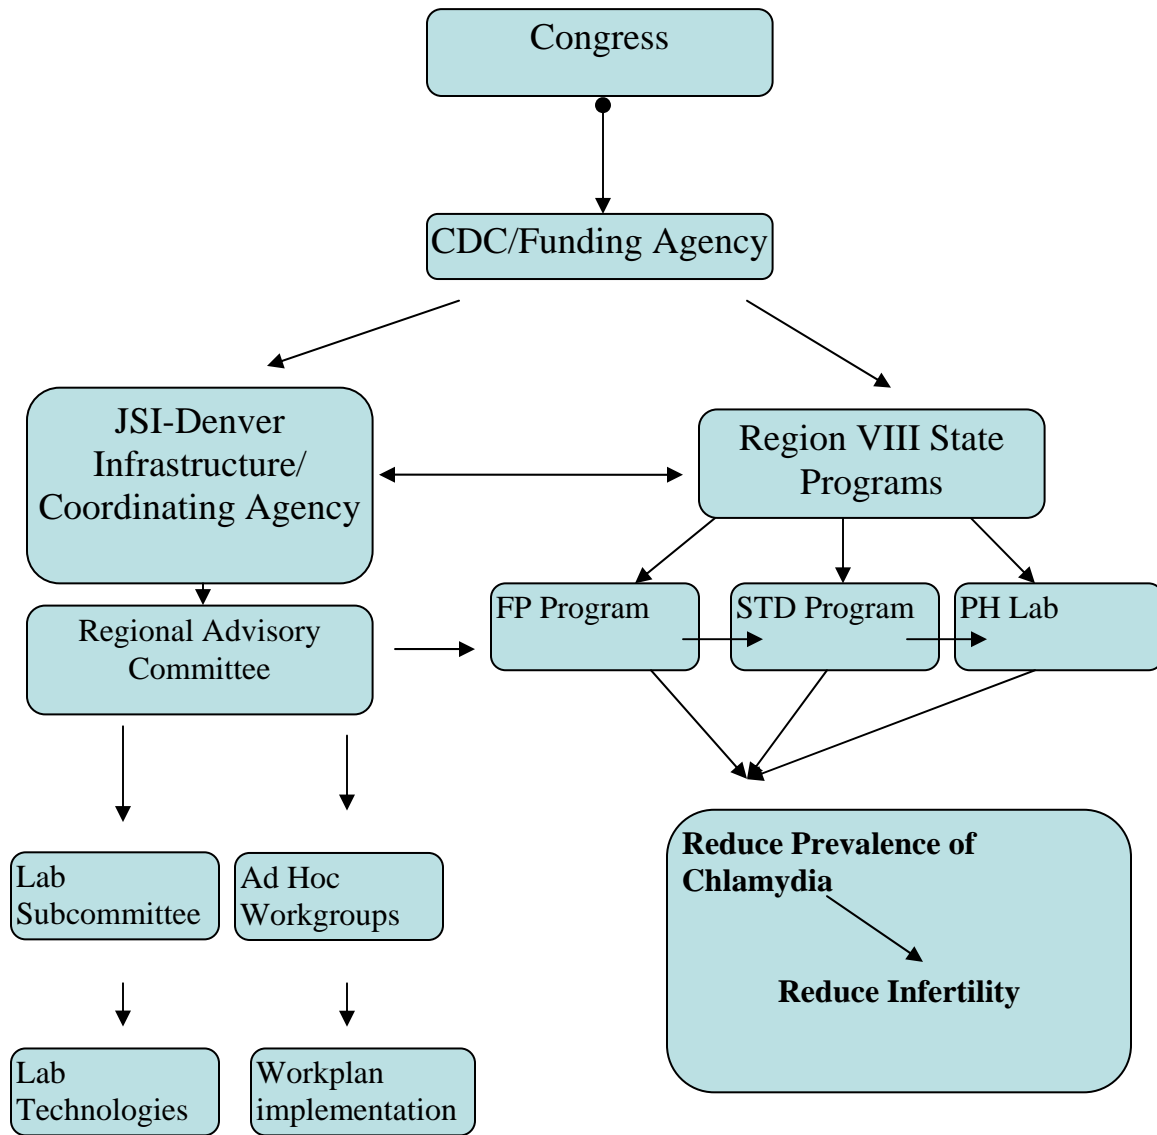 Congress
CDC/Funding Agency
JSI-Denver
Infrastructure/
Coordinating Agency
Region VIII State
Programs
FP Program
STD Program
PH Lab
Regional Advisory
Committee
Reduce Prevalence of
Chlamydia
Reduce Infertility
Lab
Subcommittee
Ad Hoc
Workgroups
Lab
Technologies
Workplan
implementation